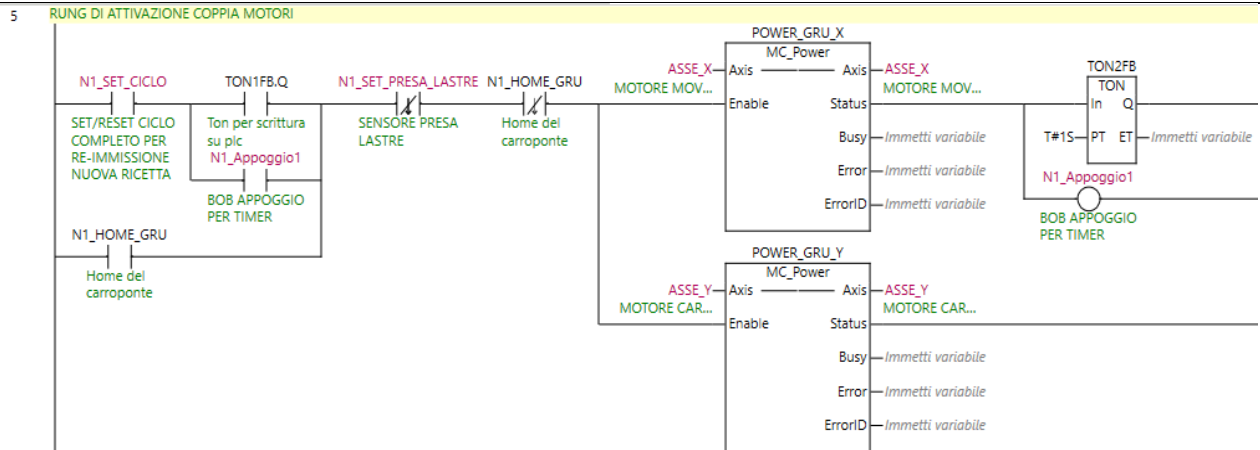 5
RUNG DI ATTIVAZIONE COPPIA MOTORI
N1_SET_CICLO
SET/RESET CICLO
COMPLETO PER
RE-IMMISSIONE
NUOVA RICETTA
TON1FB.Q
Ton per scrittura
su plc
N1_Appoggio1
BOB APPOGGIO
PER TIMER
N1_SET_PRESA_LASTRE
SENSORE PRESA
LASTRE
N1_HOME_GRU
Home del
carroponte
N1_HOME_GRU
Home del
carroponte
POWER_GRU_X
MC_Power
ASSE_X
Axis
Axis
ASSE_X
MOTORE MOV...
MOTORE MOV...
Enable
Status
Busy
Immetti variabile
Error
Immetti variabile
ErrorID
Immetti variabile
TON2FB
TON
In
Q
T#1S
PT
ET
Immetti variabile
N1_Appoggio1
BOB APPOGGIO
PER TIMER
POWER_GRU_Y
MC_Power
ASSE_Y
Axis
Axis
ASSE_Y
MOTORE CAR...
MOTORE CAR...
Enable
Status
Busy
Immetti variabile
Error
Immetti variabile
ErrorID
Immetti variabile